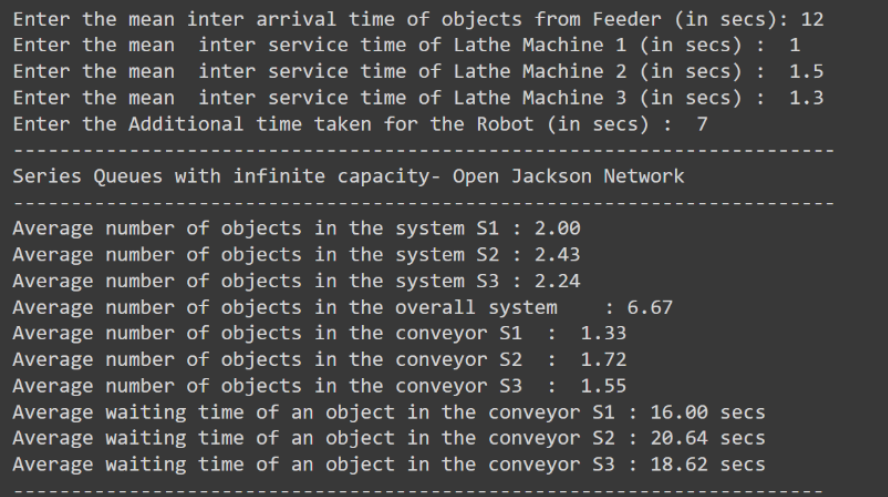 Enter the mean inter arrival time of objects from Feeder (in secs): 12
Enter the mean  inter service time of Lathe Machine 1 (in secs) :  1
Enter the mean  inter service time of Lathe Machine 2 (in secs) :  1.5
Enter the mean  inter service time of Lathe Machine 3 (in secs) :  1.3
Enter the Additional time taken for the Robot (in secs) :  7
-----------------------------------------------------------------------
Series Queues with infinite capacity- Open Jackson Network
-----------------------------------------------------------------------
Average number of objects in the system S1 : 2.00
Average number of objects in the system S2 : 2.43
Average number of objects in the system S3 : 2.24
Average number of objects in the overall system    : 6.67
Average number of objects in the conveyor S1  :  1.33
Average number of objects in the conveyor S2  :  1.72
Average number of objects in the conveyor S3  :  1.55
Average waiting time of an object in the conveyor S1 : 16.00 secs
Average waiting time of an object in the conveyor S2 : 20.64 secs
Average waiting time of an object in the conveyor S3 : 18.62 secs
----------------------------------------------------------------------